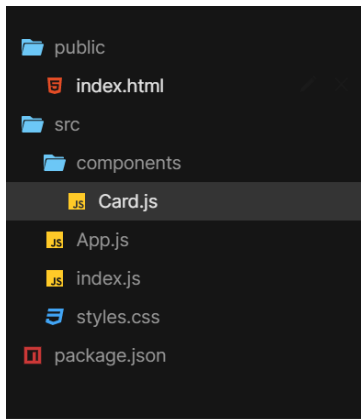 public
index.html
src
components
Card.js
App.js
index.js
styles.css
package.json